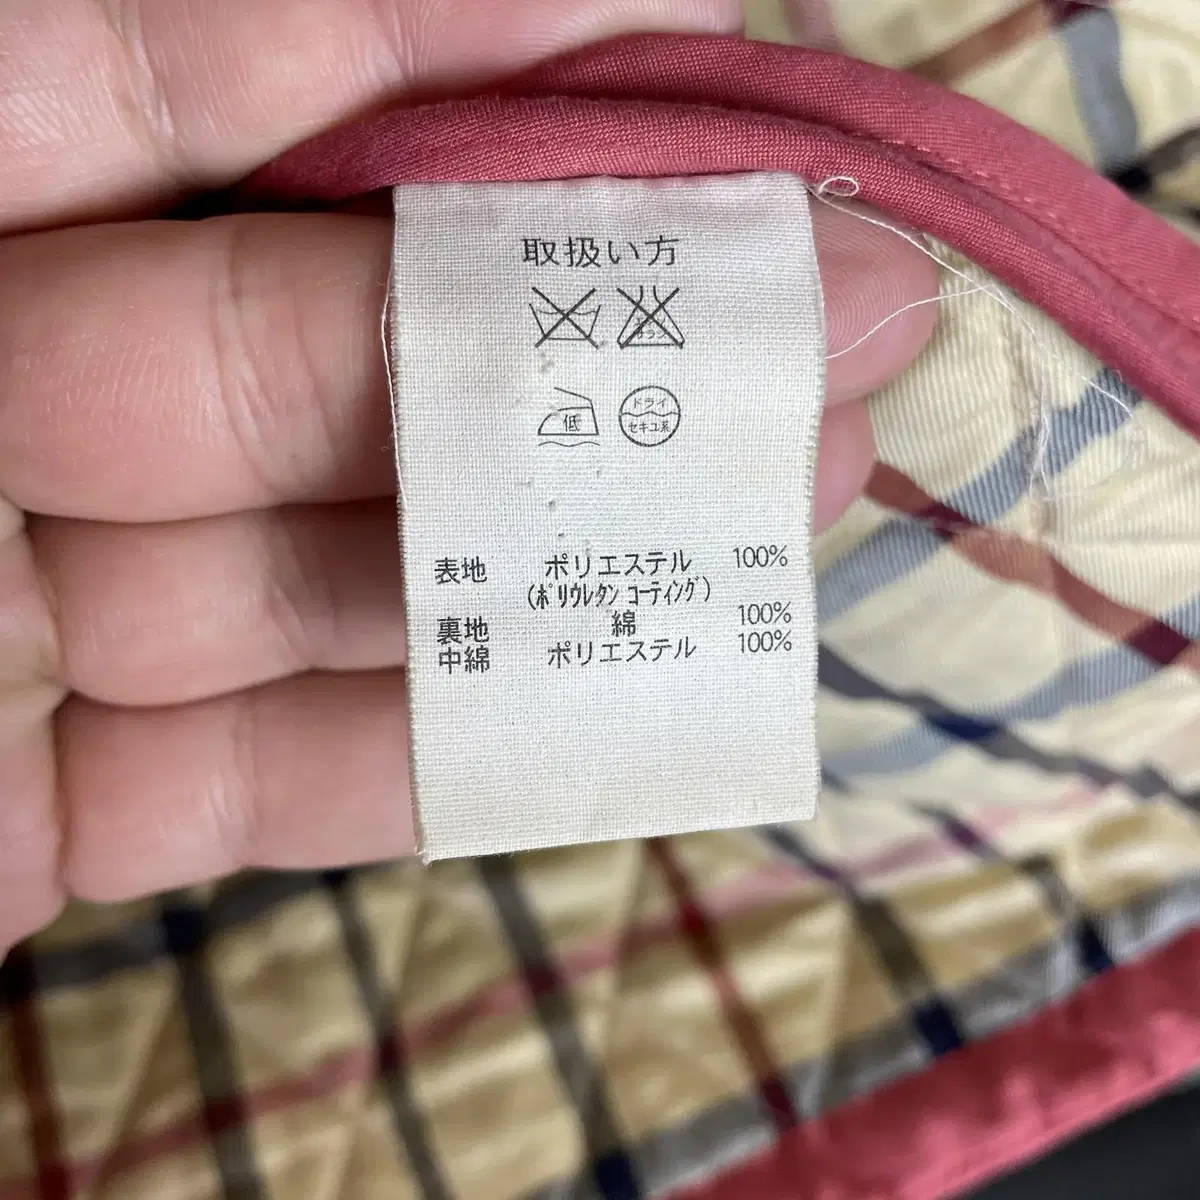 取扱い方
低
ドライ
セキユ系
表地 ポリエステル 100%
(ポリウレタン コーティング)
裏地 綿 100%
中綿 ポリエステル 100%